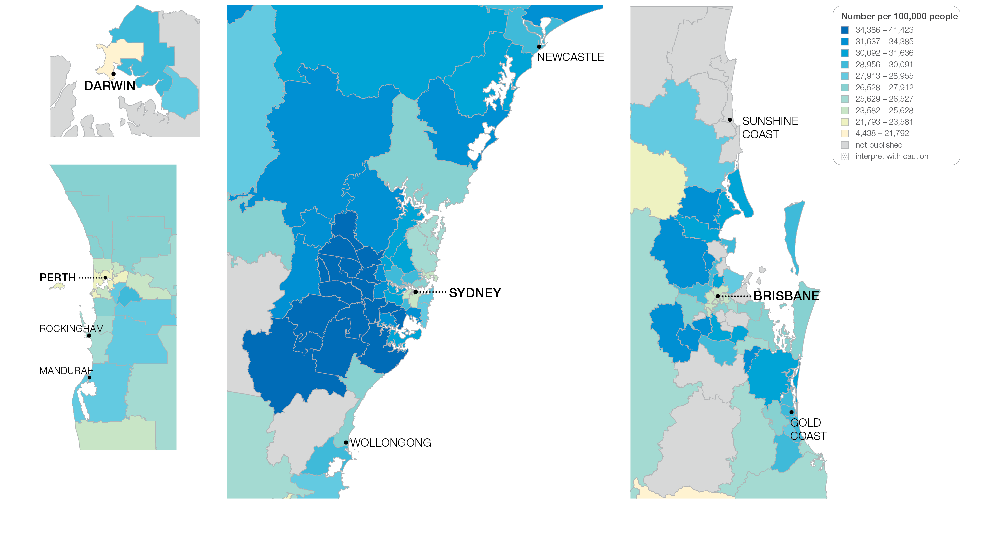 DARWIN
PERTH
ROCKINGHAM
MANDURAH
NEWCASTLE
SYDNEY
WOLLONGONG
SUNSHINE
COAST
BRISBANE
GOLD
COAST
Number per 100,000 people
34,386 – 41,423
31,637 – 34,385
30,092 – 31,636
28,956 – 30,091
27,913 – 28,955
26,528 – 27,912
25,629 – 26,527
23,582 – 25,628
21,793 – 23,581
4,438 – 21,792
not published
interpret with caution